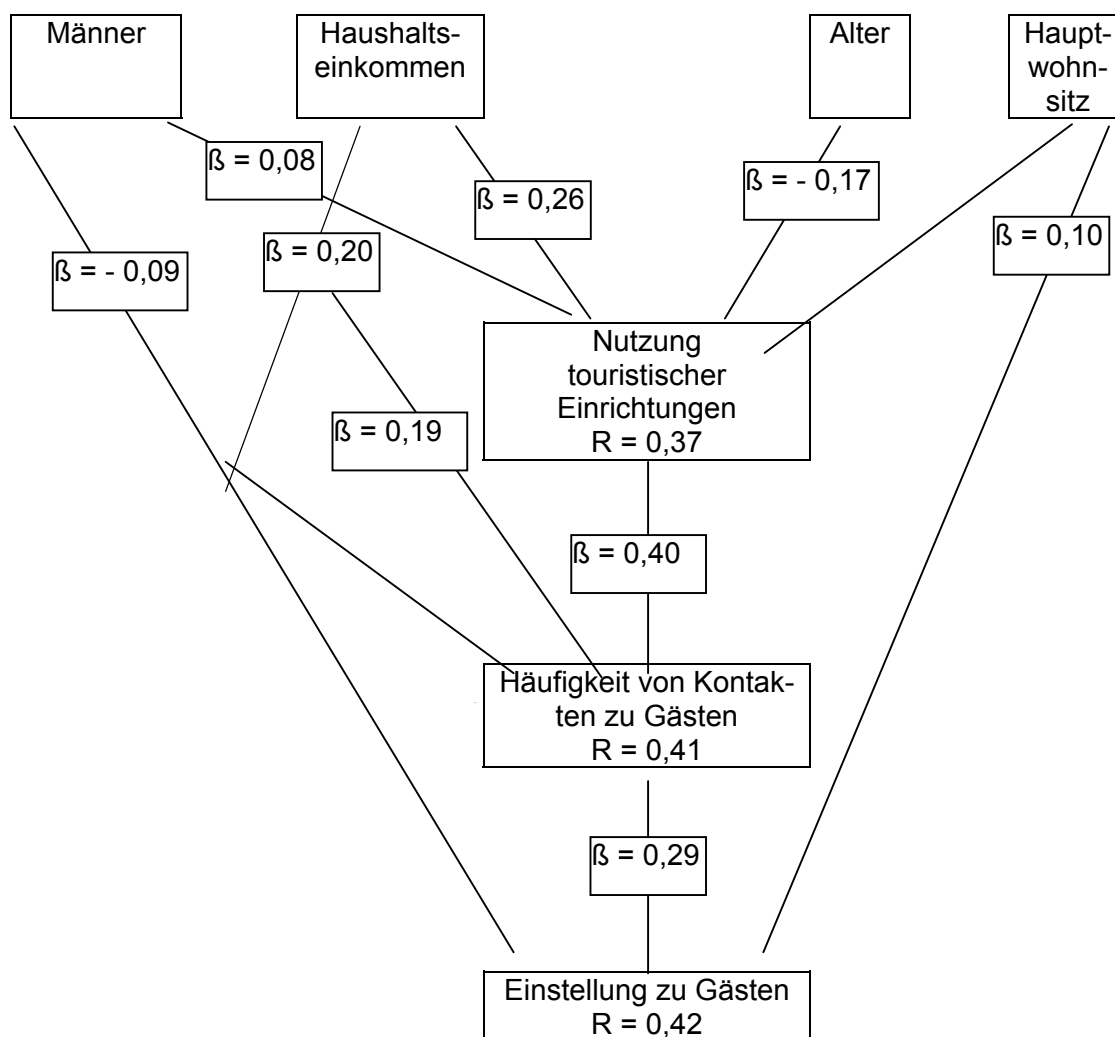 Männer
Haushalts-
einkommen
Alter
Haupt-
wohn-
sitz
ß = 0,08
ß = 0,26
ß = - 0,17
ß = 0,10
ß = - 0,09
ß = 0,20
Nutzung
touristischer
Einrichtungen
R = 0,37
ß = 0,19
ß = 0,40
Häufigkeit von Kontak-
ten zu Gästen
R = 0,41
ß = 0,29
Einstellung zu Gästen
R = 0,42